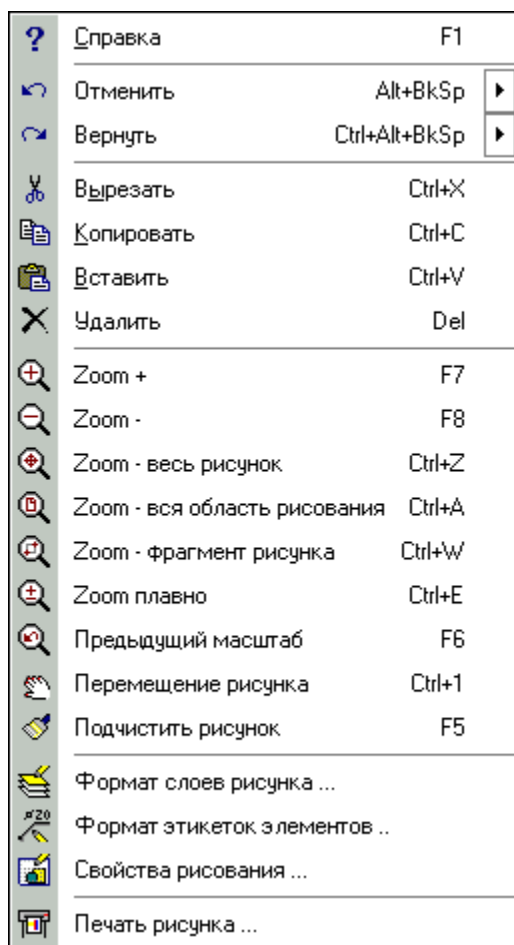 Справка F1
Отменить Alt+BkSp
Вернуть Ctrl+Alt+BkSp
Вырезать Ctrl+X
Копировать Ctrl+C
Вставить Ctrl+V
Удалить Del
Zoom + F7
Zoom - F8
Zoom - весь рисунок Ctrl+Z
Zoom - вся область рисования Ctrl+A
Zoom - фрагмент рисунка Ctrl+W
Zoom плавно Ctrl+E
Предыдущий масштаб F6
Перемещение рисунка Ctrl+1
Подчистить рисунок F5
Формат слоев рисунка ...
Формат этикеток элементов ..
Свойства рисования ...
Печать рисунка ...